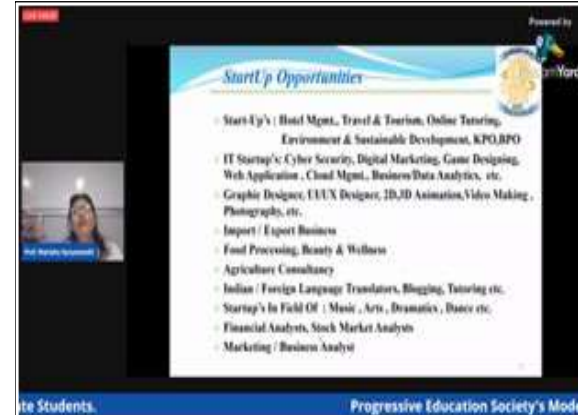 Powered by
StartUp Opportunities
Start-Up's : Hotel Mgmt., Travel & Tourism, Online Tutoring,
Environment & Sustainable Development, KPO,BPO
IT Startup's: Cyber Security, Digital Marketing, Game Designing,
Web Application , Cloud Mgmt., Business/Data Analytics, etc.
Graphic Designer, UI/UX Designer, 2D,3D Animation,Video Making ,
Photography, etc.
Import / Export Business
Food Processing, Beauty & Wellness
Agriculture Consultancy
Indian / Foreign Language Translators, Blogging, Tutoring etc.
Startup's In Field Of : Music , Arts , Dramatics , Dance etc.
Financial Analysts, Stock Market Analysts
Marketing / Business Analyst
te Students.
Progressive Education Society's Mode